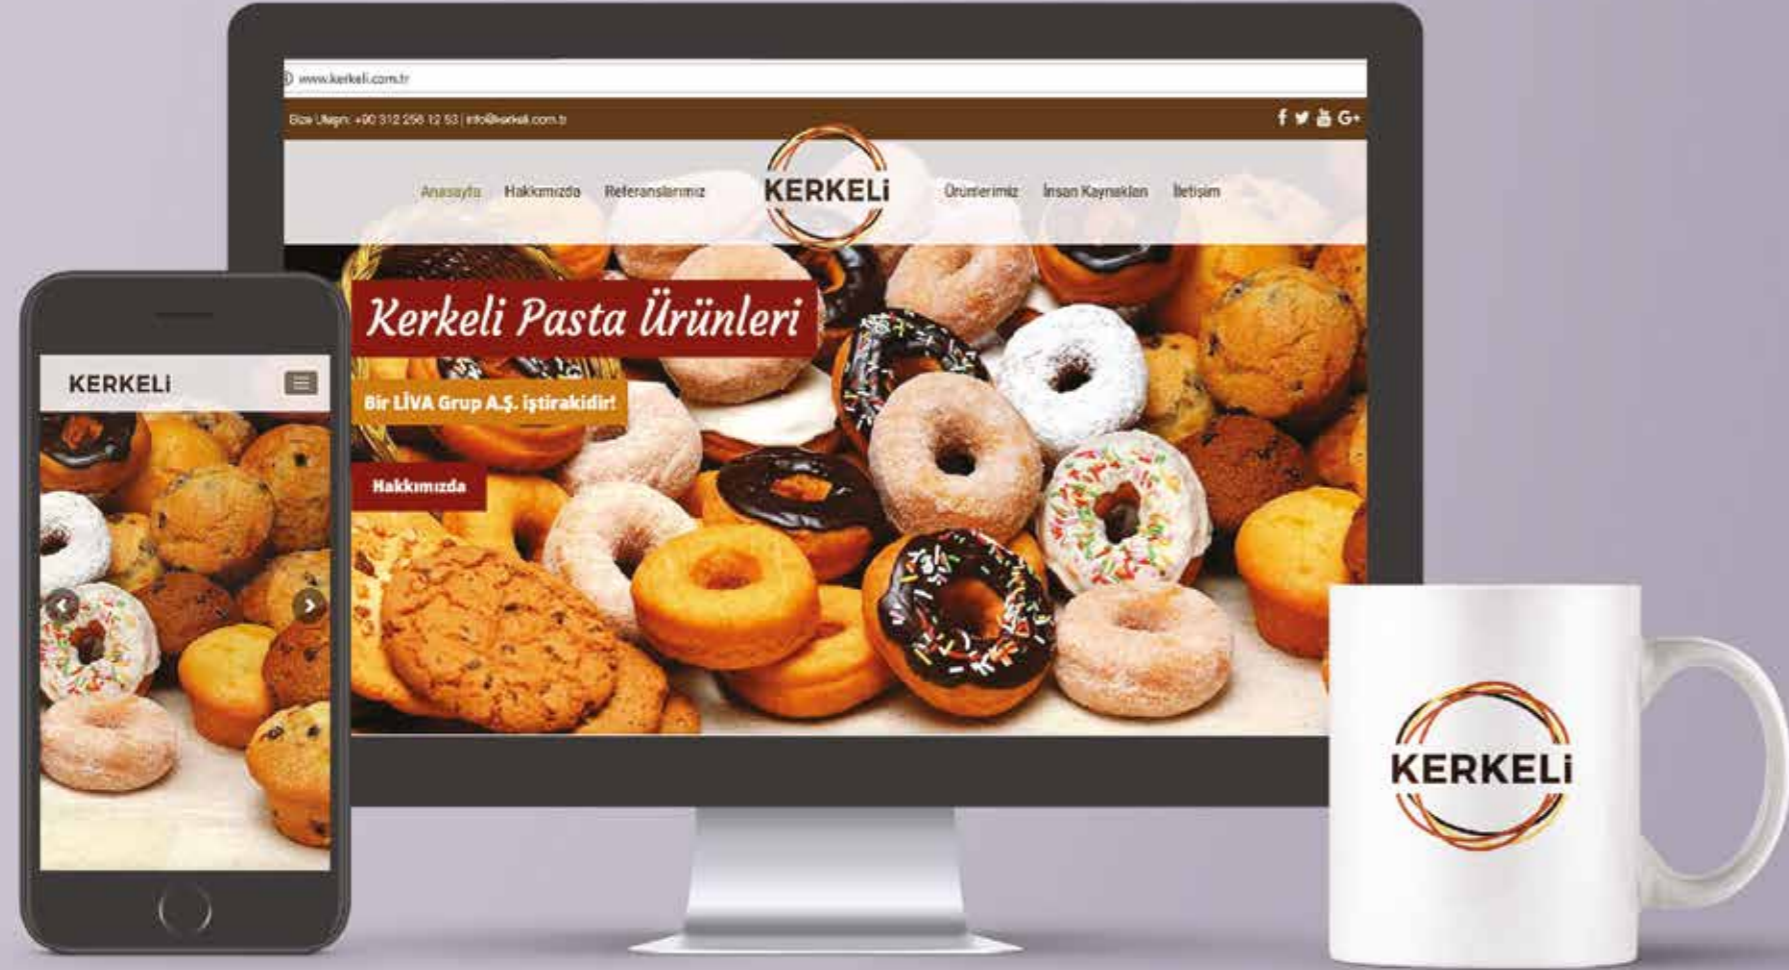 www.kerkeli.com.tr
Bize Ulaşın: +90 312 256 12 53 | info@kerkeli.com.tr
Anasayfa Hakkımızda Referanslarımız KERKELi Ürünlerimiz İnsan Kaynakları İletişim
Kerkeli Pasta Ürünleri
Bir LİVA Grup A.Ş. iştirakidir!
Hakkımızda
KERKELi
KERKELi